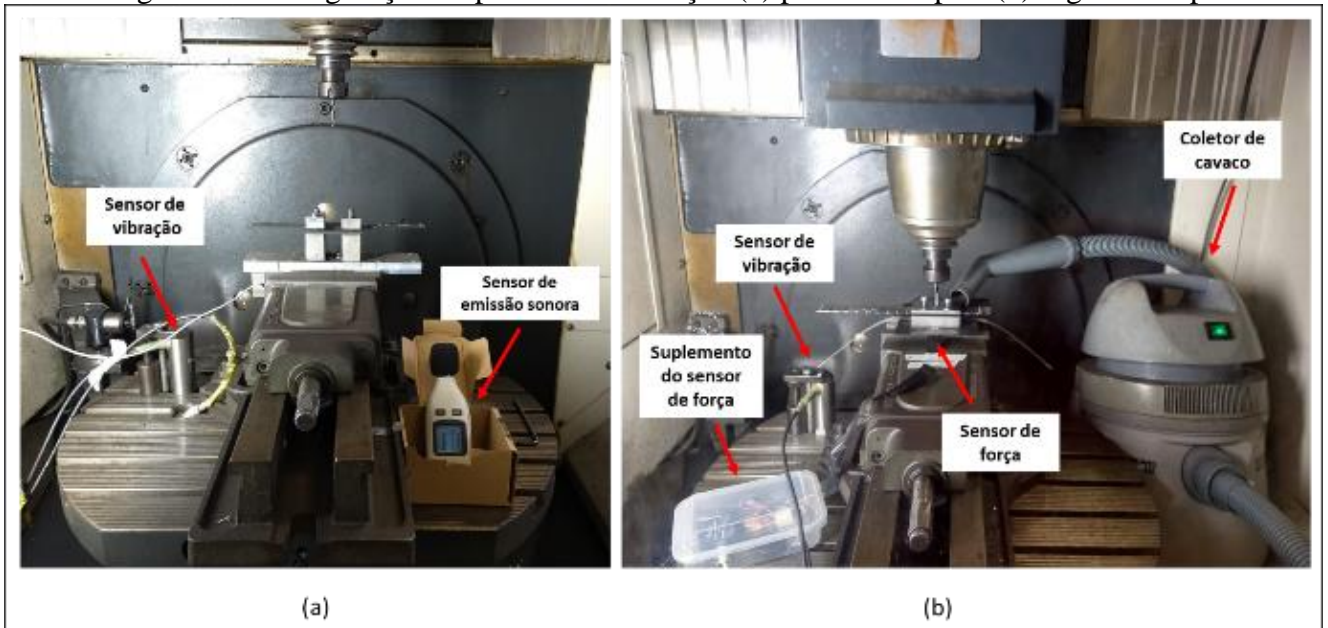 Sensor de
vibração
Sensor de
emissão sonora
Coletor de
cavaco
Sensor de
vibração
Suplemento
do sensor
de força
Sensor de
força
(a)
(b)